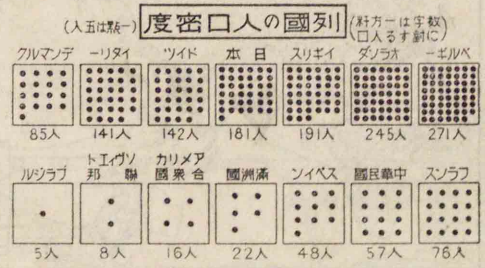 列國の人口密度
(数字は一方粁
に對する人口)
(一點は五人)
ベルギー
オランダ
イギリス
日本
ドイツ
イタリー
デンマルク
271人
245人
191人
181人
142人
141人
85人
フランス
中華民國
スペイン
滿洲國
アメリカ
合衆國
ソヴィエト
聯邦
ブラジル
76人
57人
48人
22人
16人
8人
5人